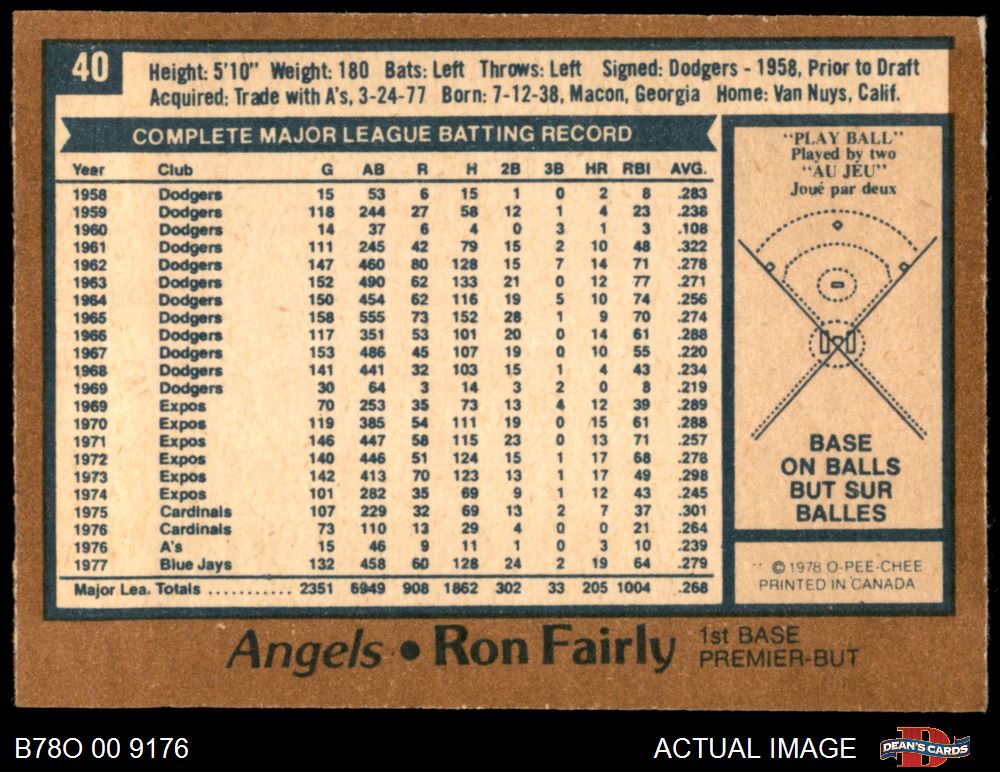 40
Height: 5'10" Weight: 180 Bats: Left Throws: Left Signed: Dodgers - 1958, Prior to Draft
Acquired: Trade with A's, 3-24-77 Born: 7-12-38, Macon, Georgia Home: Van Nuys, Calif.
COMPLETE MAJOR LEAGUE BATTING RECORD
Year Club G AB R H 2B 3B HR RBI AVG.
1958 Dodgers 15 53 6 15 1 0 2 8 .283
1959 Dodgers 118 244 27 58 12 1 4 23 .238
1960 Dodgers 14 37 6 4 0 3 1 3 .108
1961 Dodgers 111 245 42 79 15 2 10 48 .322
1962 Dodgers 147 460 80 128 15 7 14 71 .278
1963 Dodgers 152 490 62 133 21 0 12 77 .271
1964 Dodgers 150 454 62 116 19 5 10 74 .256
1965 Dodgers 158 555 73 152 28 1 9 70 .274
1966 Dodgers 117 351 53 101 20 0 14 61 .288
1967 Dodgers 153 486 45 107 19 0 10 55 .220
1968 Dodgers 141 441 32 103 15 1 4 43 .234
1969 Dodgers 30 64 3 14 3 2 0 8 .219
1969 Expos 70 253 35 73 13 4 12 39 .289
1970 Expos 119 385 54 111 19 0 15 61 .288
1971 Expos 146 447 58 115 23 0 13 71 .257
1972 Expos 140 446 51 124 15 1 17 68 .278
1973 Expos 142 413 70 123 13 1 17 49 .298
1974 Expos 101 282 35 69 9 1 12 43 .245
1975 Cardinals 107 229 32 69 13 2 7 37 .301
1976 Cardinals 73 110 13 29 4 0 0 21 .264
1976 A's 15 46 9 11 1 0 3 10 .239
1977 Blue Jays 132 458 60 128 24 2 19 64 .279
Major Lea. Totals .......... 2351 6949 908 1862 302 33 205 1004 .268
"PLAY BALL"
Played by two
"AU JEU"
Joué par deux
BASE
ON BALLS
BUT SUR
BALLES
© 1978 O-PEE-CHEE
PRINTED IN CANADA
Angels • Ron Fairly
1st BASE
PREMIER-BUT
B78O 00 9176
ACTUAL IMAGE
D
DEAN'S CARDS